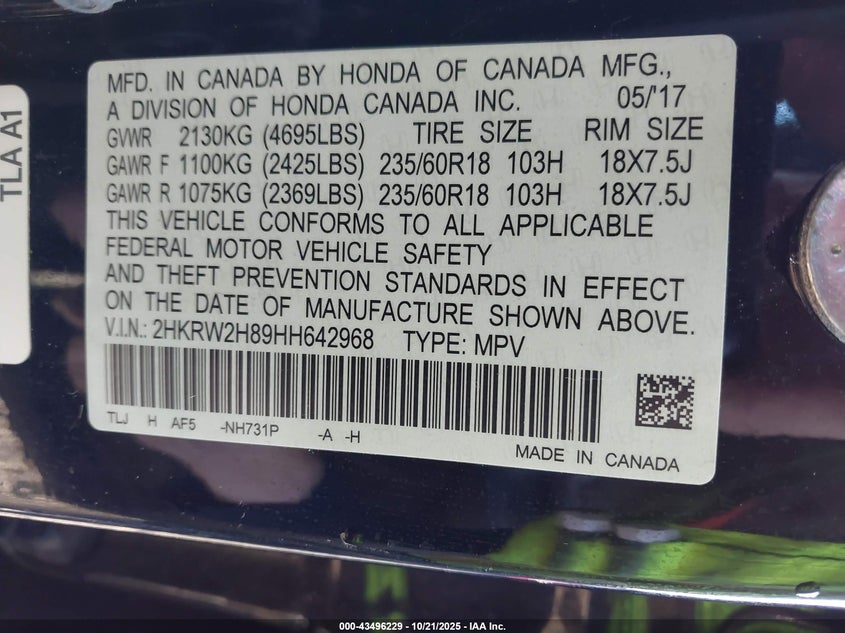 TLA A1
MFD. IN CANADA BY HONDA OF CANADA MFG.,
A DIVISION OF HONDA CANADA INC. 05/'17
GVWR 2130KG (4695LBS) TIRE SIZE RIM SIZE
GAWR F 1100KG (2425LBS) 235/60R18 103H 18X7.5J
GAWR R 1075KG (2369LBS) 235/60R18 103H 18X7.5J
THIS VEHICLE CONFORMS TO ALL APPLICABLE
FEDERAL MOTOR VEHICLE SAFETY
AND THEFT PREVENTION STANDARDS IN EFFECT
ON THE DATE OF MANUFACTURE SHOWN ABOVE.
V.I.N.: 2HKRW2H89HH642968 TYPE: MPV
TLJ H AF5 -NH731P -A -H
MADE IN CANADA
000-43496229 - 10/21/2025 - IAA Inc.